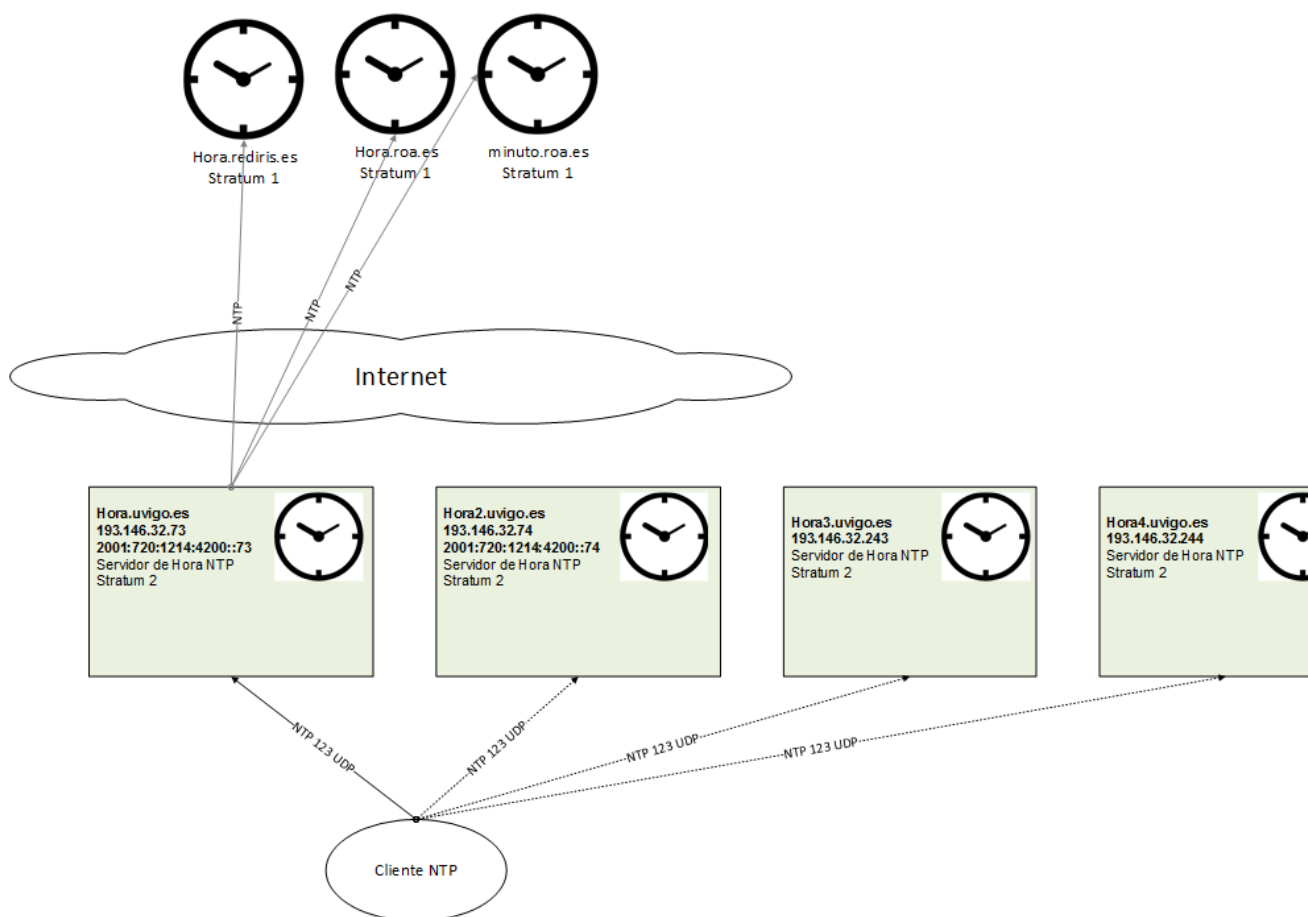 Hora.rediris.es
Stratum 1
Hora.roa.es
Stratum 1
minuto.roa.es
Stratum 1
NTP
NTP
NTP
Internet
Hora.uvigo.es
193.146.32.73
2001:720:1214:4200::73
Servidor de Hora NTP
Stratum 2
Hora2.uvigo.es
193.146.32.74
2001:720:1214:4200::74
Servidor de Hora NTP
Stratum 2
Hora3.uvigo.es
193.146.32.243
Servidor de Hora NTP
Stratum 2
Hora4.uvigo.es
193.146.32.244
Servidor de Hora NTP
Stratum 2
NTP 123 UDP
NTP 123 UDP
NTP 123 UDP
NTP 123 UDP
Cliente NTP